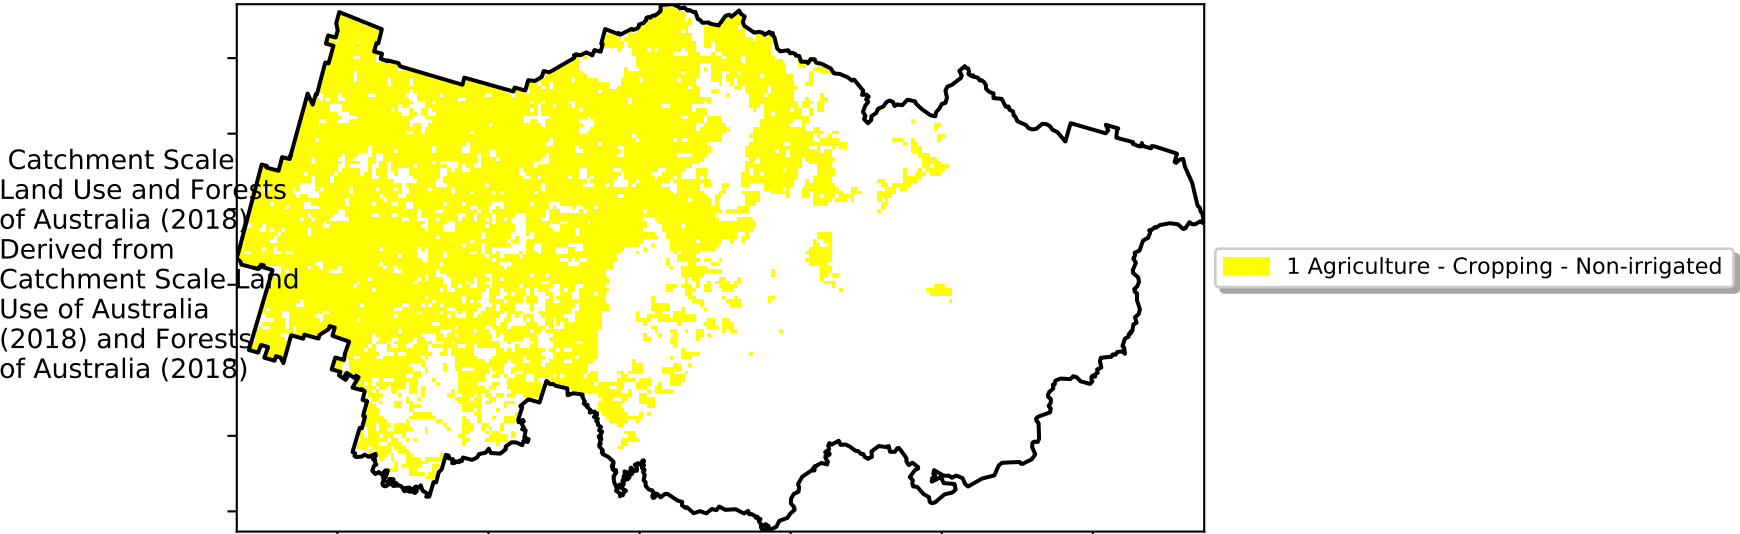 Catchment Scale
Land Use and Forests
of Australia (2018)
Derived from
Catchment Scale Land
Use of Australia
(2018) and Forests
of Australia (2018)
1 Agriculture - Cropping - Non-irrigated